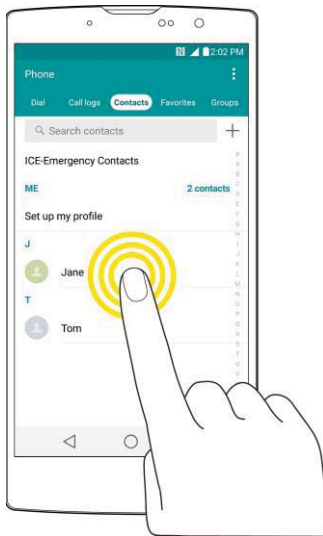 2:02 PM
Phone
Dial Call logs Contacts Favorites Groups
Search contacts
ICE-Emergency Contacts
ME 2 contacts
Set up my profile
J
Jane
T
Tom